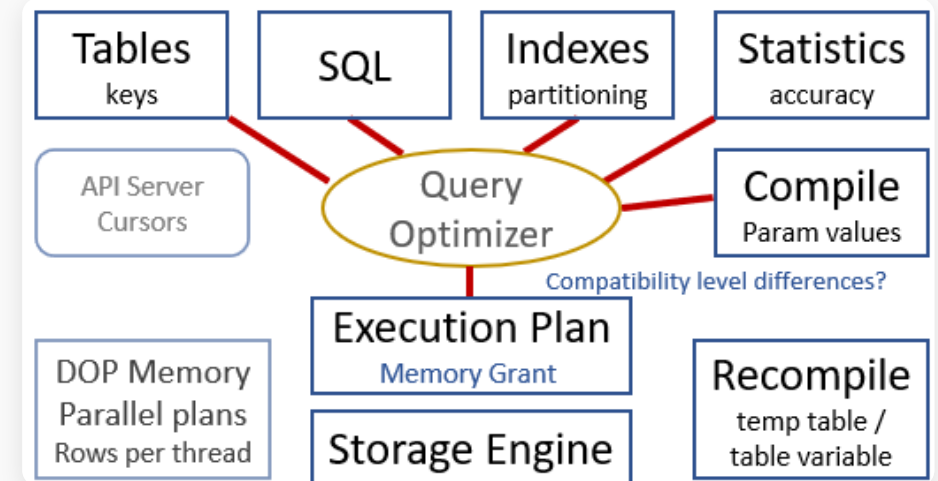 Tables
keys
SQL
Indexes
partitioning
Statistics
accuracy
API Server
Cursors
Query
Optimizer
Compile
Param values
Compatibility level differences?
Execution Plan
Memory Grant
DOP Memory
Parallel plans
Rows per thread
Recompile
temp table /
table variable
Storage Engine